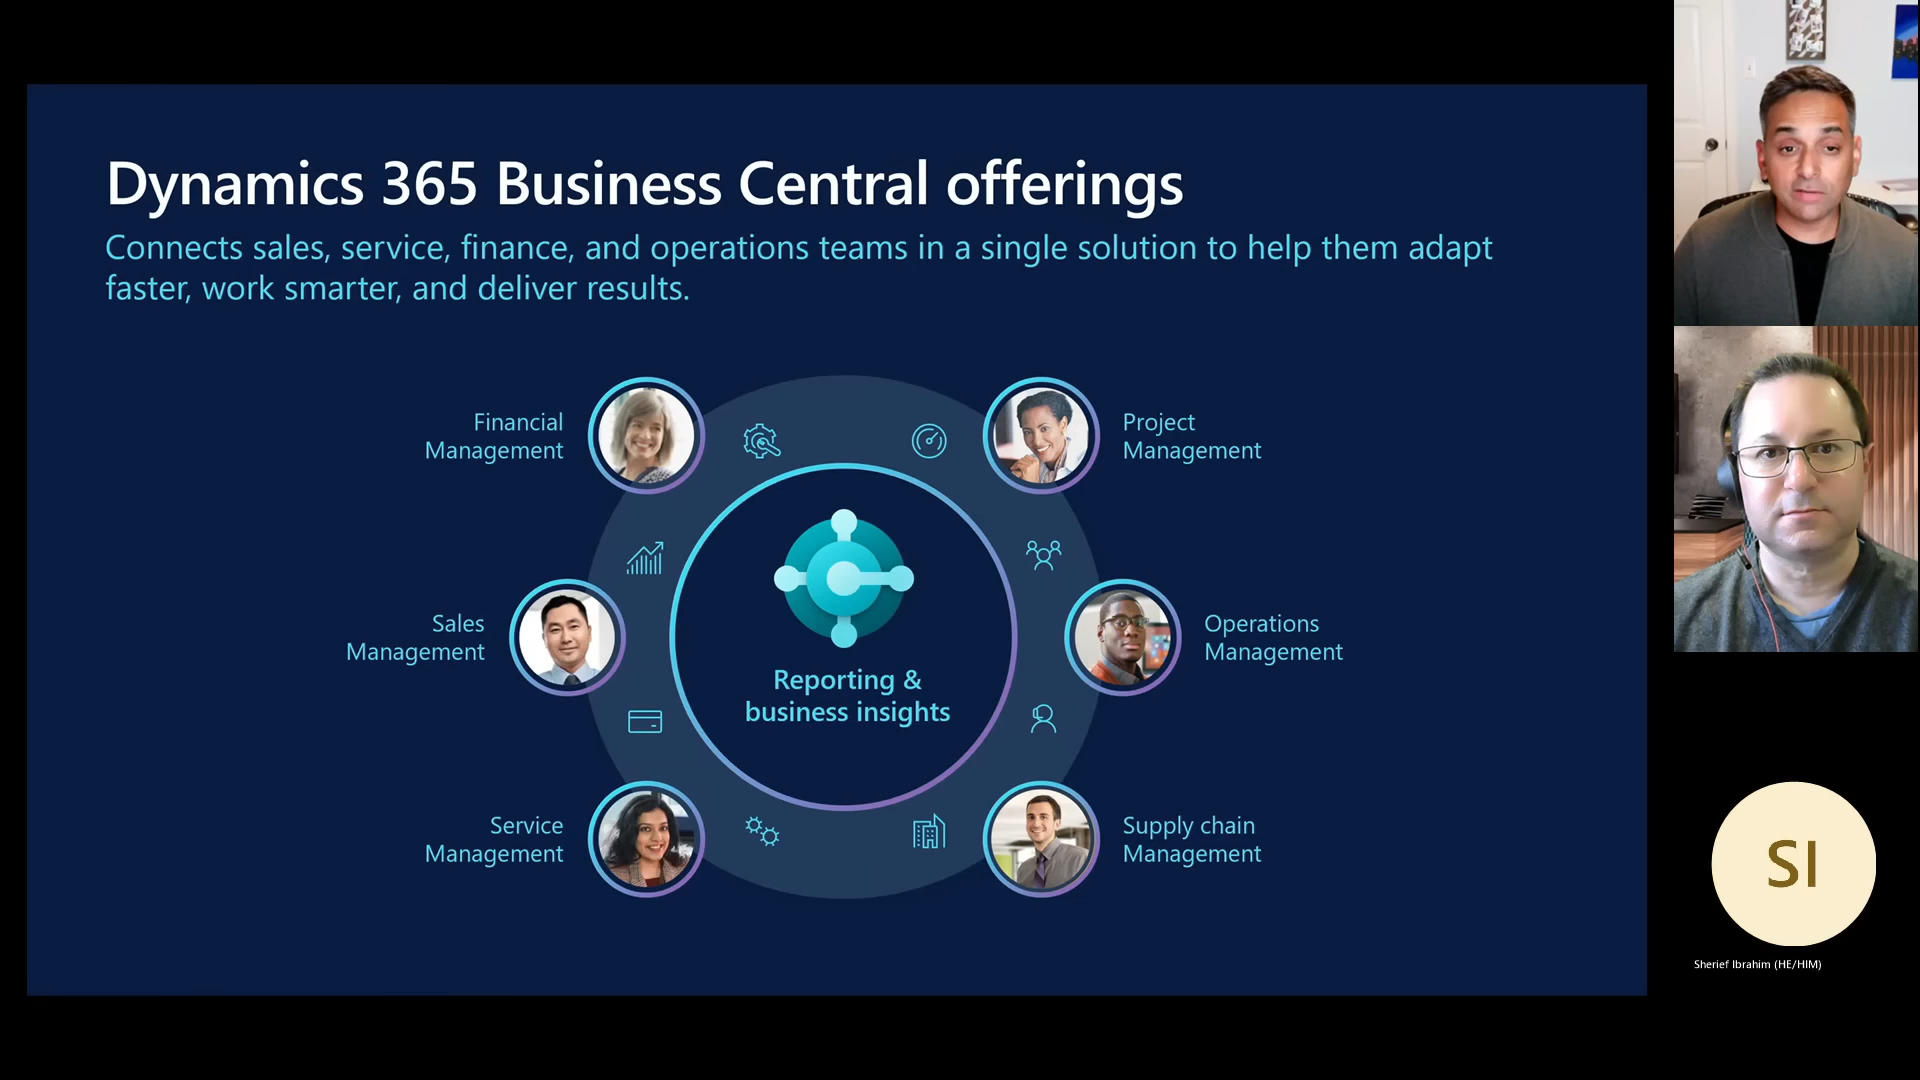 Dynamics 365 Business Central offerings
Connects sales, service, finance, and operations teams in a single solution to help them adapt
faster, work smarter, and deliver results.
Financial
Management
Project
Management
Sales
Management
Operations
Management
Reporting &
business insights
Service
Management
Supply chain
Management
SI
Sherief Ibrahim (HE/HIM)